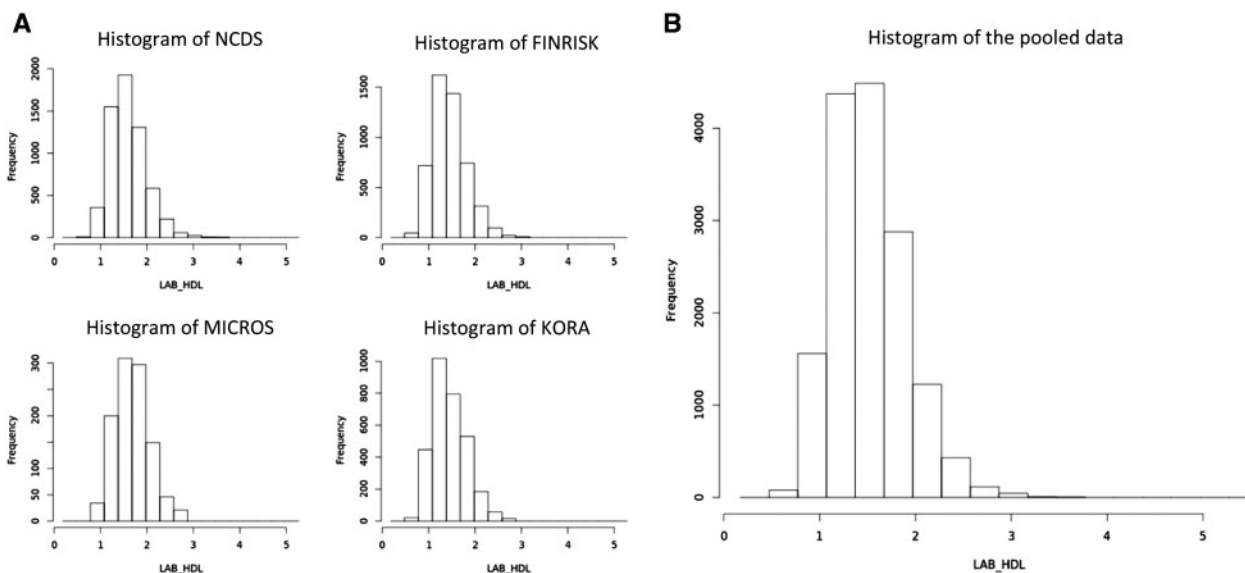 A
Histogram of NCDS
Frequency
2000
1500
1000
500
0
0 1 2 3 4 5
LAB_HDL
Histogram of FINRISK
Frequency
1500
1000
500
0
0 1 2 3 4 5
LAB_HDL
Histogram of MICROS
Frequency
300
200
100
50
0
0 1 2 3 4 5
LAB_HDL
Histogram of KORA
Frequency
1000
800
600
400
200
0
0 1 2 3 4 5
LAB_HDL
B
Histogram of the pooled data
Frequency
4000
3000
2000
1000
0
0 1 2 3 4 5
LAB_HDL